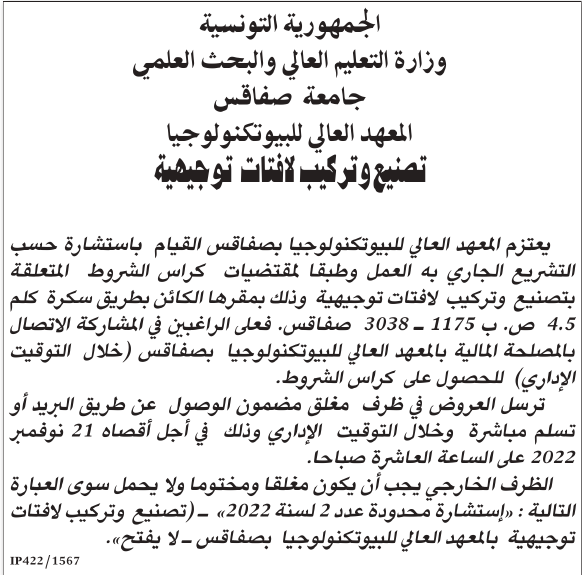 الجمهورية التونسية
وزارة التعليم العالي والبحث العلمي
جامعة صفاقس
المعهد العالي للبيوتكنولوجيا
تصنيع وتركيب لافتات توجيهية
يعتزم المعهد العالي للبيوتكنولوجيا بصفاقس القيام باستشارة حسب
التشريع الجاري به العمل وطبقا لمقتضيات كراس الشروط المتعلقة
بتصنيع وتركيب لافتات توجيهية وذلك بمقرها الكائن بطريق سكرة كلم
4.5 ص. ب 1175 ـ 3038 صفاقس. فعلى الراغبين في المشاركة الاتصال
بالمصلحة المالية بالمعهد العالي للبيوتكنولوجيا بصفاقس (خلال التوقيت
الإداري) للحصول على كراس الشروط.
ترسل العروض في ظرف مغلق مضمون الوصول عن طريق البريد أو
تسلم مباشرة وخلال التوقيت الإداري وذلك في أجل أقصاه 21 نوفمبر
2022 على الساعة العاشرة صباحا.
الظرف الخارجي يجب أن يكون مغلقا ومختوما ولا يحمل سوى العبارة
التالية : «إستشارة محدودة عدد 2 لسنة 2022» ـ (تصنيع وتركيب لافتات
توجيهية بالمعهد العالي للبيوتكنولوجيا بصفاقس ـ لا يفتح».
IP422/1567